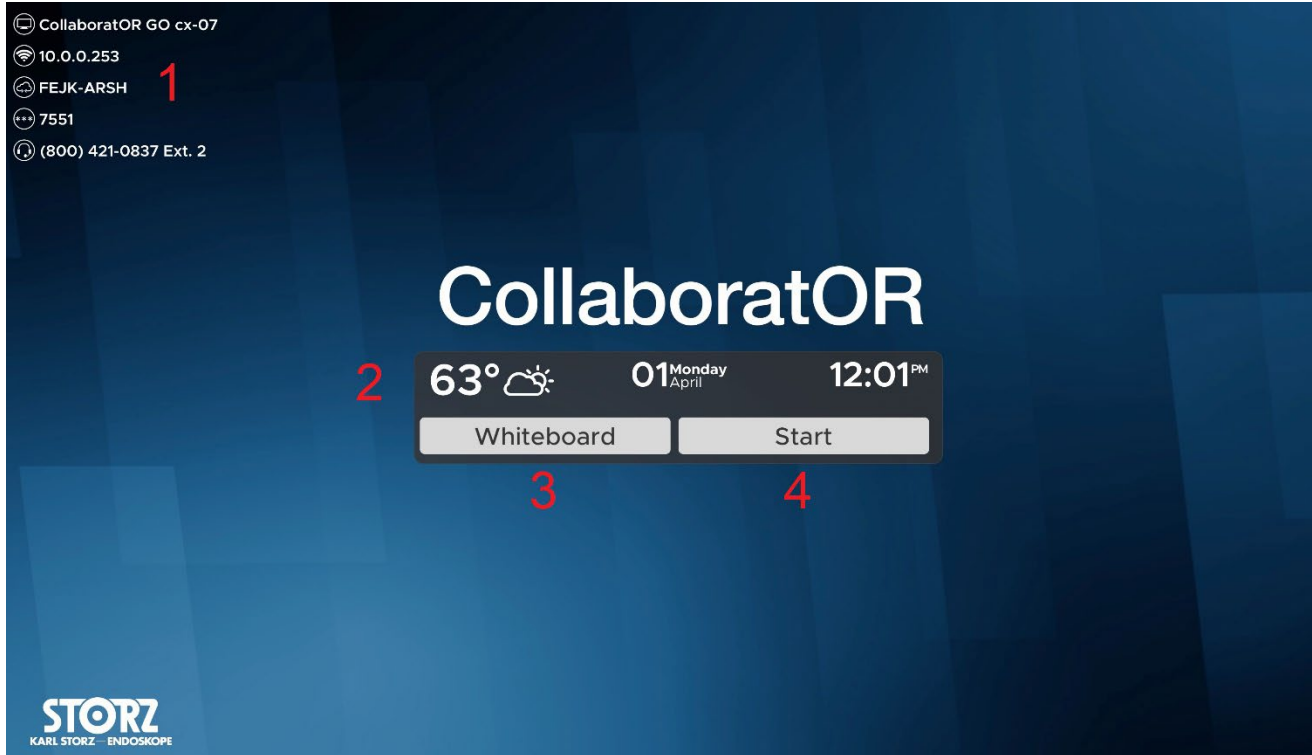 CollaboratOR GO cx-07
10.0.0.253
1
FEJK-ARSH
*** 7551
(800) 421-0837 Ext. 2
CollaboratOR
2
63° 01 Monday April 12:01 PM
Whiteboard Start
3 4
STORZ
KARL STORZ—ENDOSKOPE